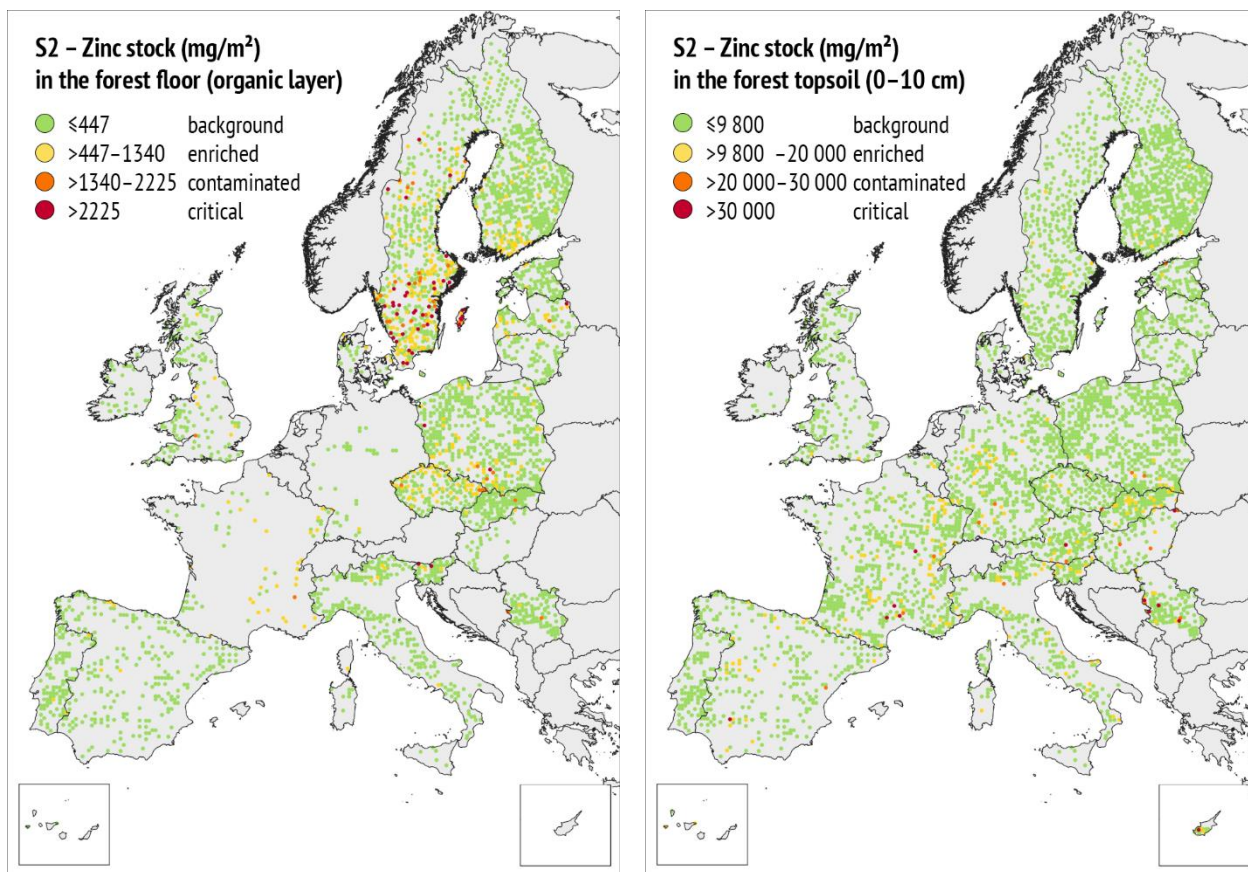 S2 – Zinc stock (mg/m²)
in the forest floor (organic layer)
≤447 background
>447–1340 enriched
>1340–2225 contaminated
>2225 critical
S2 – Zinc stock (mg/m²)
in the forest topsoil (0–10 cm)
≤9 800 background
>9 800 –20 000 enriched
>20 000–30 000 contaminated
>30 000 critical